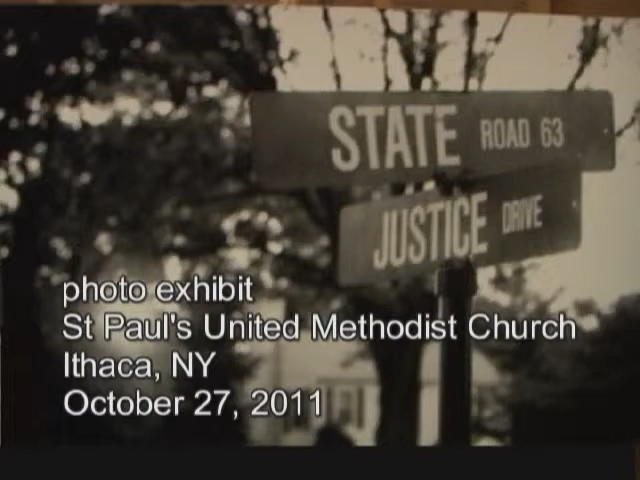 STATE ROAD 63
JUSTICE DRIVE
photo exhibit
St Paul's United Methodist Church
Ithaca, NY
October 27, 2011